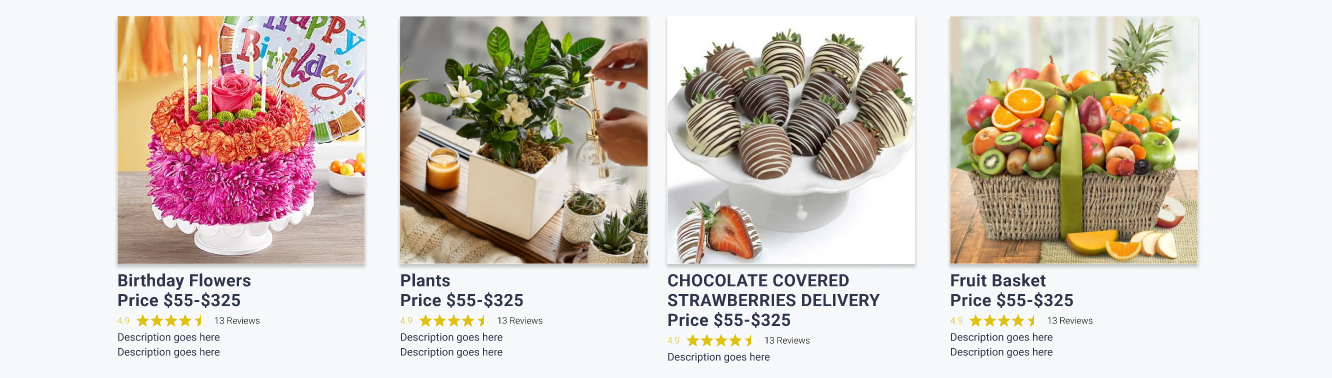 Happy
Birthday!
Birthday Flowers
Price $55-$325
4.9 13 Reviews
Description goes here
Description goes here
Plants
Price $55-$325
4.9 13 Reviews
Description goes here
Description goes here
CHOCOLATE COVERED
STRAWBERRIES DELIVERY
Price $55-$325
4.9 13 Reviews
Description goes here
Fruit Basket
Price $55-$325
4.9 13 Reviews
Description goes here
Description goes here